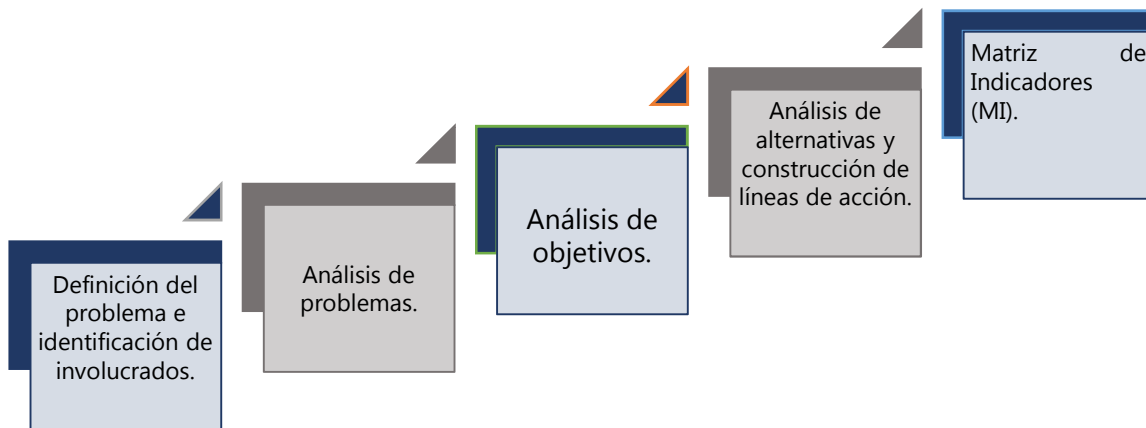 Definición del
problema e
identificación de
involucrados.
Análisis de
problemas.
Análisis de
objetivos.
Análisis de
alternativas y
construcción de
líneas de acción.
Matriz de
Indicadores
(MI).